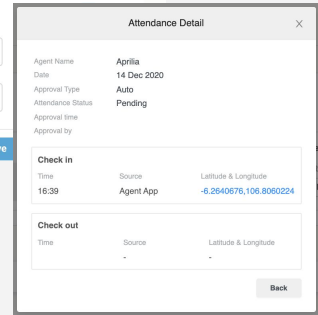 Attendance Detail X
Agent Name Aprilia
Date 14 Dec 2020
Approval Type Auto
Attendance Status Pending
Approval time
Approval by
Check in
Time Source Latitude & Longitude
16:39 Agent App -6.2640676,106.8060224
Check out
Time Source Latitude & Longitude
- -
Back